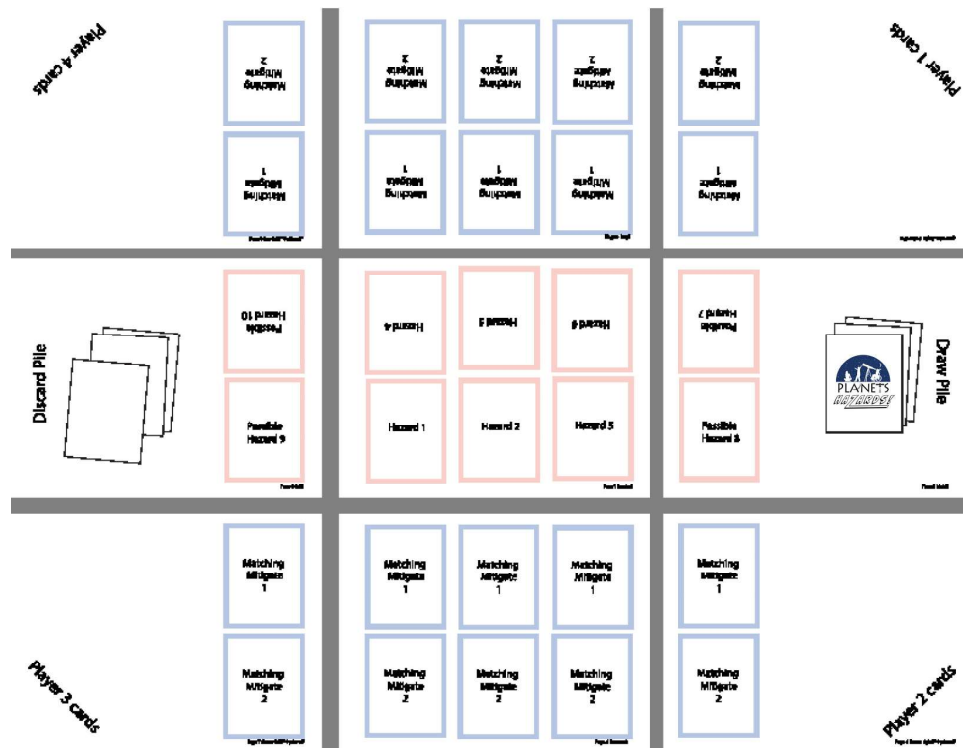 Player 4 cards
Matching
Mitigate
2
Matching
Mitigate
2
Matching
Mitigate
2
Matching
Mitigate
2
Matching
Mitigate
2
Player 1 cards
Matching
Mitigate
1
Matching
Mitigate
1
Matching
Mitigate
1
Matching
Mitigate
1
Matching
Mitigate
1
Discard Pile
Possible
Hazard 10
Hazard 4
Hazard 5
Hazard 6
Possible
Hazard 7
Draw Pile
PLANETS
HAZARDS!
Possible
Hazard 9
Hazard 1
Hazard 2
Hazard 3
Possible
Hazard 8
Matching
Mitigate
1
Matching
Mitigate
1
Matching
Mitigate
1
Matching
Mitigate
1
Matching
Mitigate
1
Player 3 cards
Matching
Mitigate
2
Matching
Mitigate
2
Matching
Mitigate
2
Matching
Mitigate
2
Matching
Mitigate
2
Player 2 cards